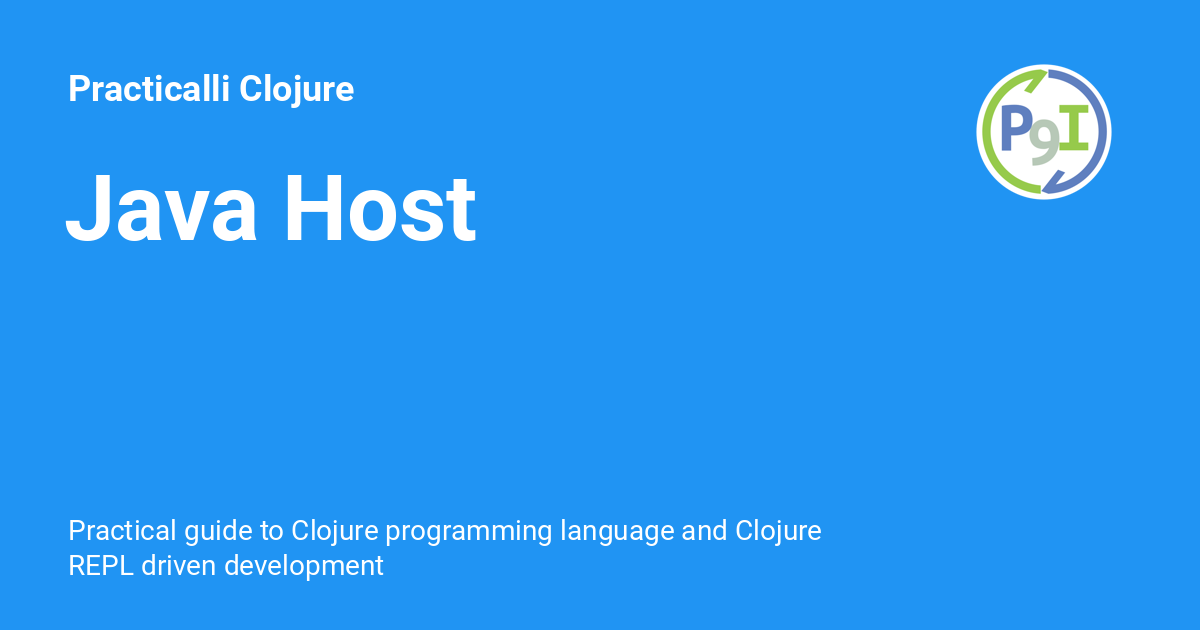 Practicalli Clojure
P9I
Java Host
Practical guide to Clojure programming language and Clojure
REPL driven development